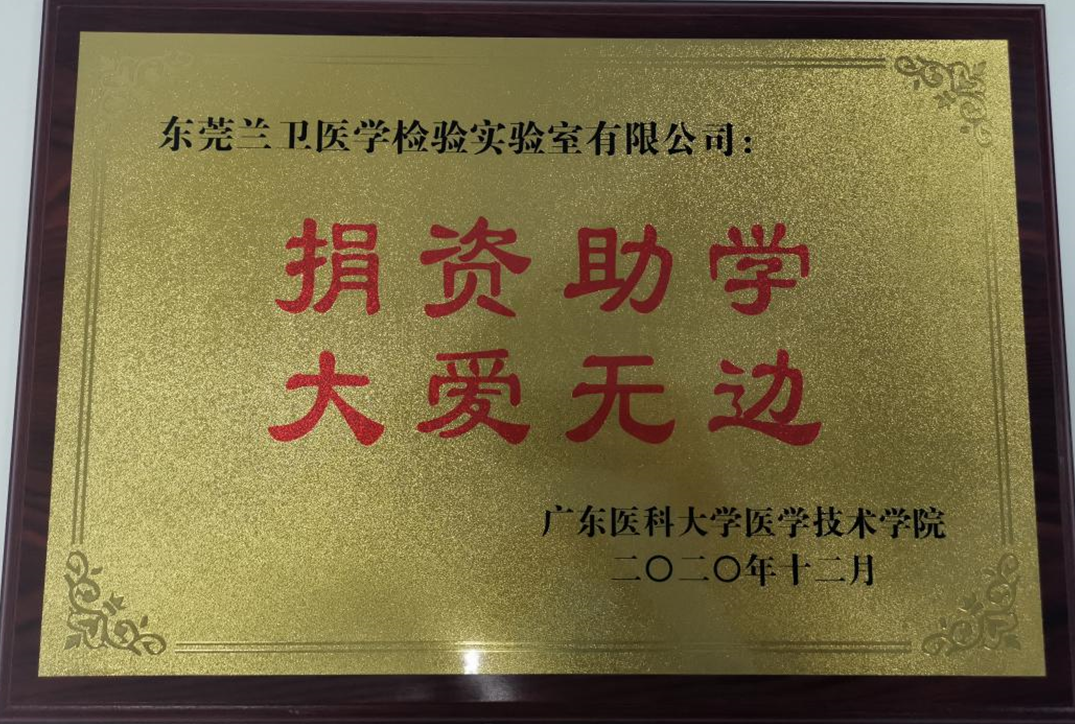 东莞兰卫医学检验实验室有限公司：
捐资助学
大爱无边
广东医科大学医学技术学院
二〇二〇年十二月